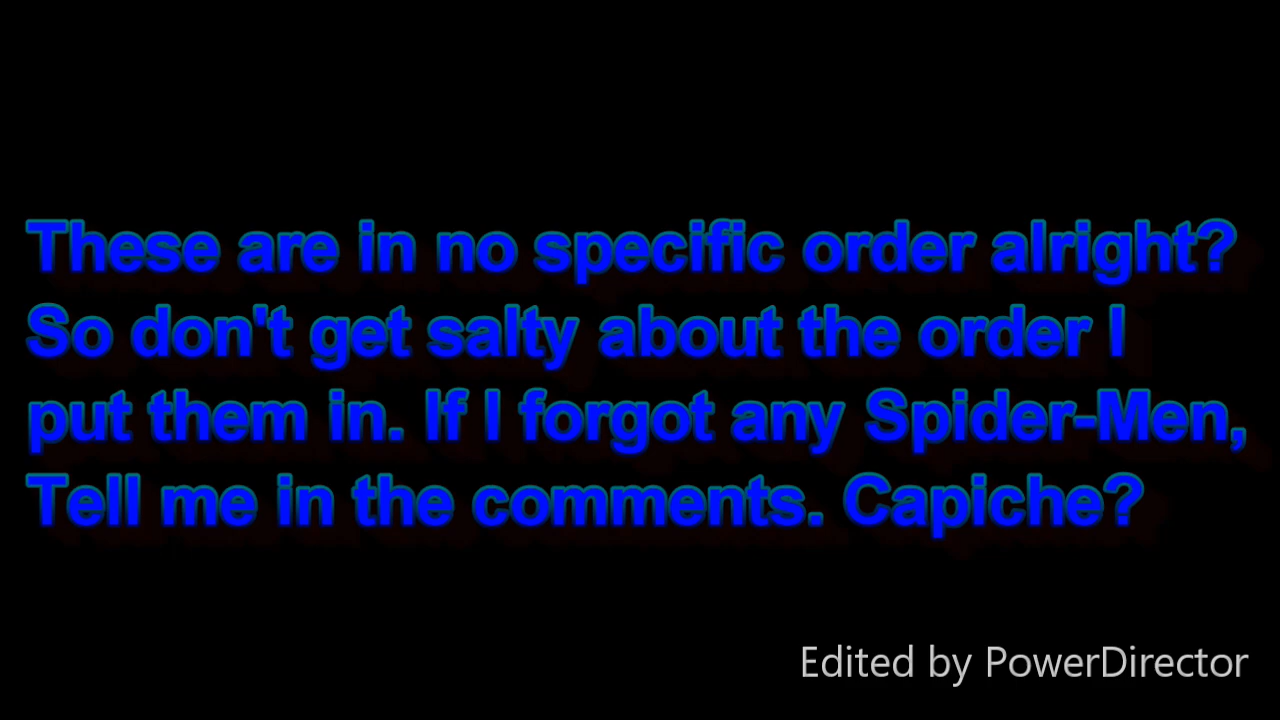 These are in no specific order alright?
So don't get salty about the order I
put them in. If I forgot any Spider-Men,
Tell me in the comments. Capiche?
Edited by PowerDirector